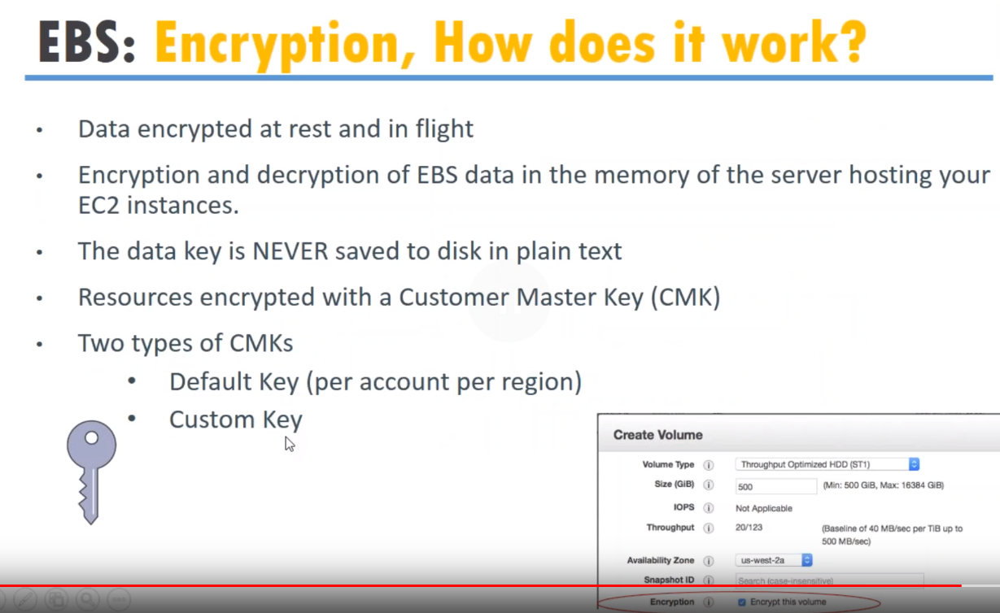 EBS: Encryption, How does it work?
• Data encrypted at rest and in flight
• Encryption and decryption of EBS data in the memory of the server hosting your
EC2 instances.
• The data key is NEVER saved to disk in plain text
• Resources encrypted with a Customer Master Key (CMK)
• Two types of CMKs
• Default Key (per account per region)
• Custom Key
Create Volume
Volume Type i Throughput Optimized HDD (ST1)
Size (GiB) i 500 (Min: 500 GiB, Max: 16384 GiB)
IOPS i Not Applicable
Throughput i 20/123 (Baseline of 40 MB/sec per TiB up to
500 MB/sec)
Availability Zone i us-west-2a
Snapshot ID i Search (case-insensitive)
Encryption i Encrypt this volume